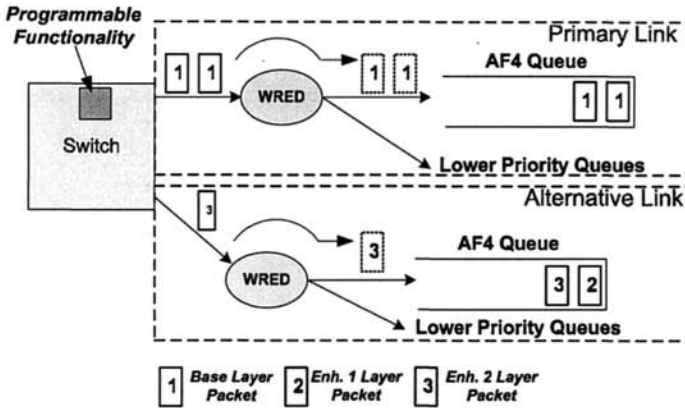 Programmable
Functionality
Switch
Primary Link
1 1
WRED
1 1
AF4 Queue
1 1
Lower Priority Queues
Alternative Link
3
WRED
3
AF4 Queue
3 2
Lower Priority Queues
1 Base Layer Packet
2 Enh. 1 Layer Packet
3 Enh. 2 Layer Packet